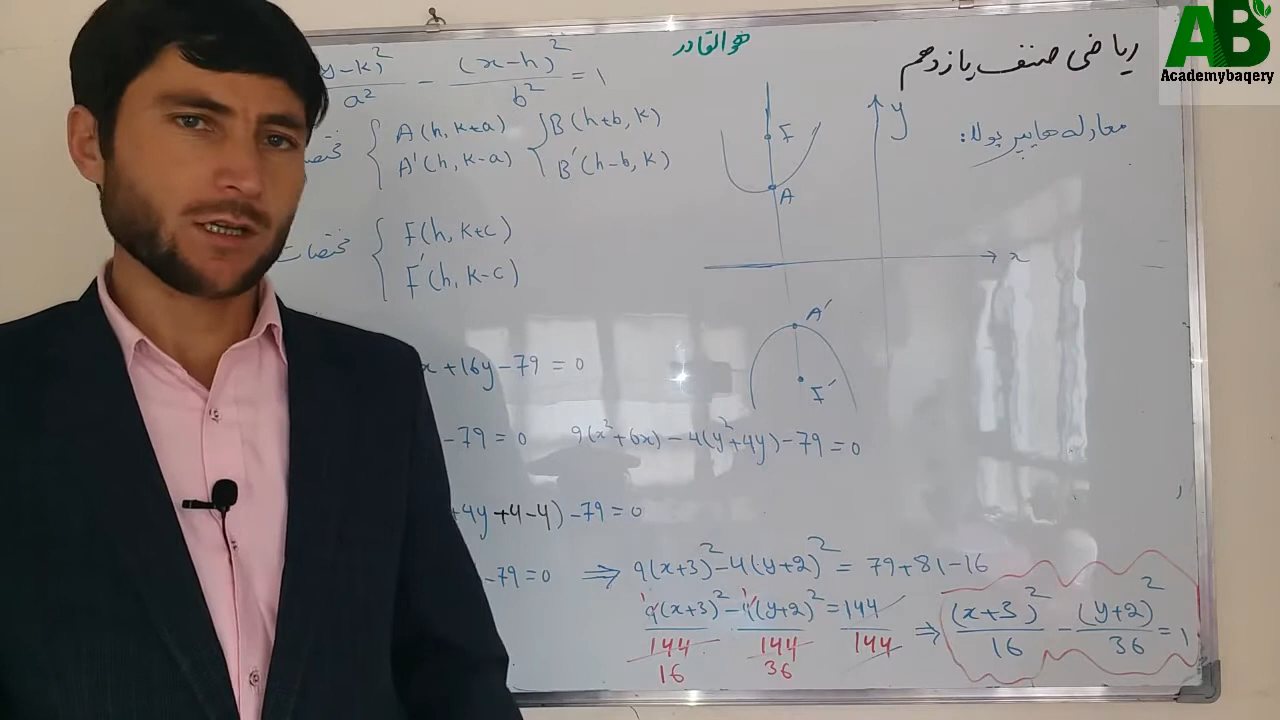 هوالقادر
ریاضی صنف یازدهم
AB
Academybaqery
معادله هایپربولا:
y-k)²/a² - (x-h)²/b² = 1
A(h, k+a)
A'(h, k-a)
B(h+b, k)
B'(h-b, k)
F(h, k+c)
F'(h, k-c)
y
F
A
x
A'
F'
x+16y-79=0
-79=0 9(x²+6x)-4(y²+4y)-79=0
+4y+4-4)-79=0
-79=0 ⇒ 9(x+3)²-4(y+2)² = 79+81-16
9(x+3)²/144 - 4(y+2)²/144 = 144/144 ⇒ (x+3)²/16 - (y+2)²/36 = 1
16 36